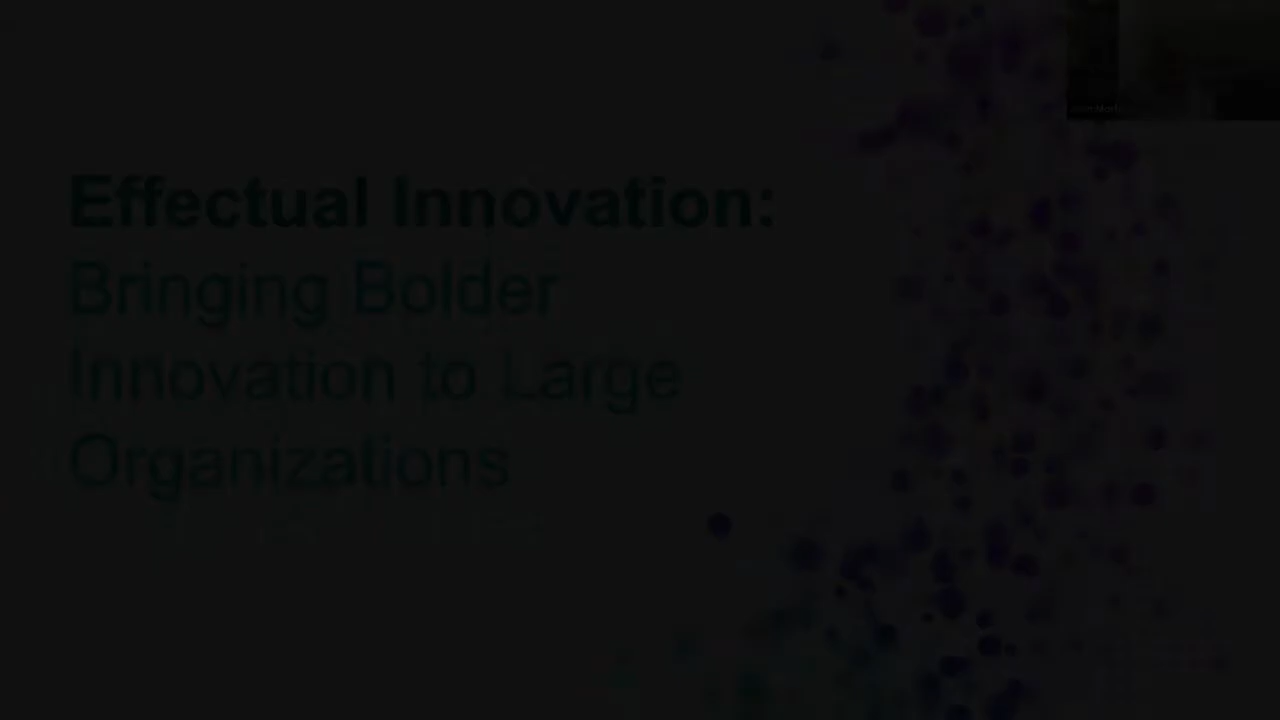 Effectual Innovation:
Bringing Bolder
Innovation to Large
Organizations